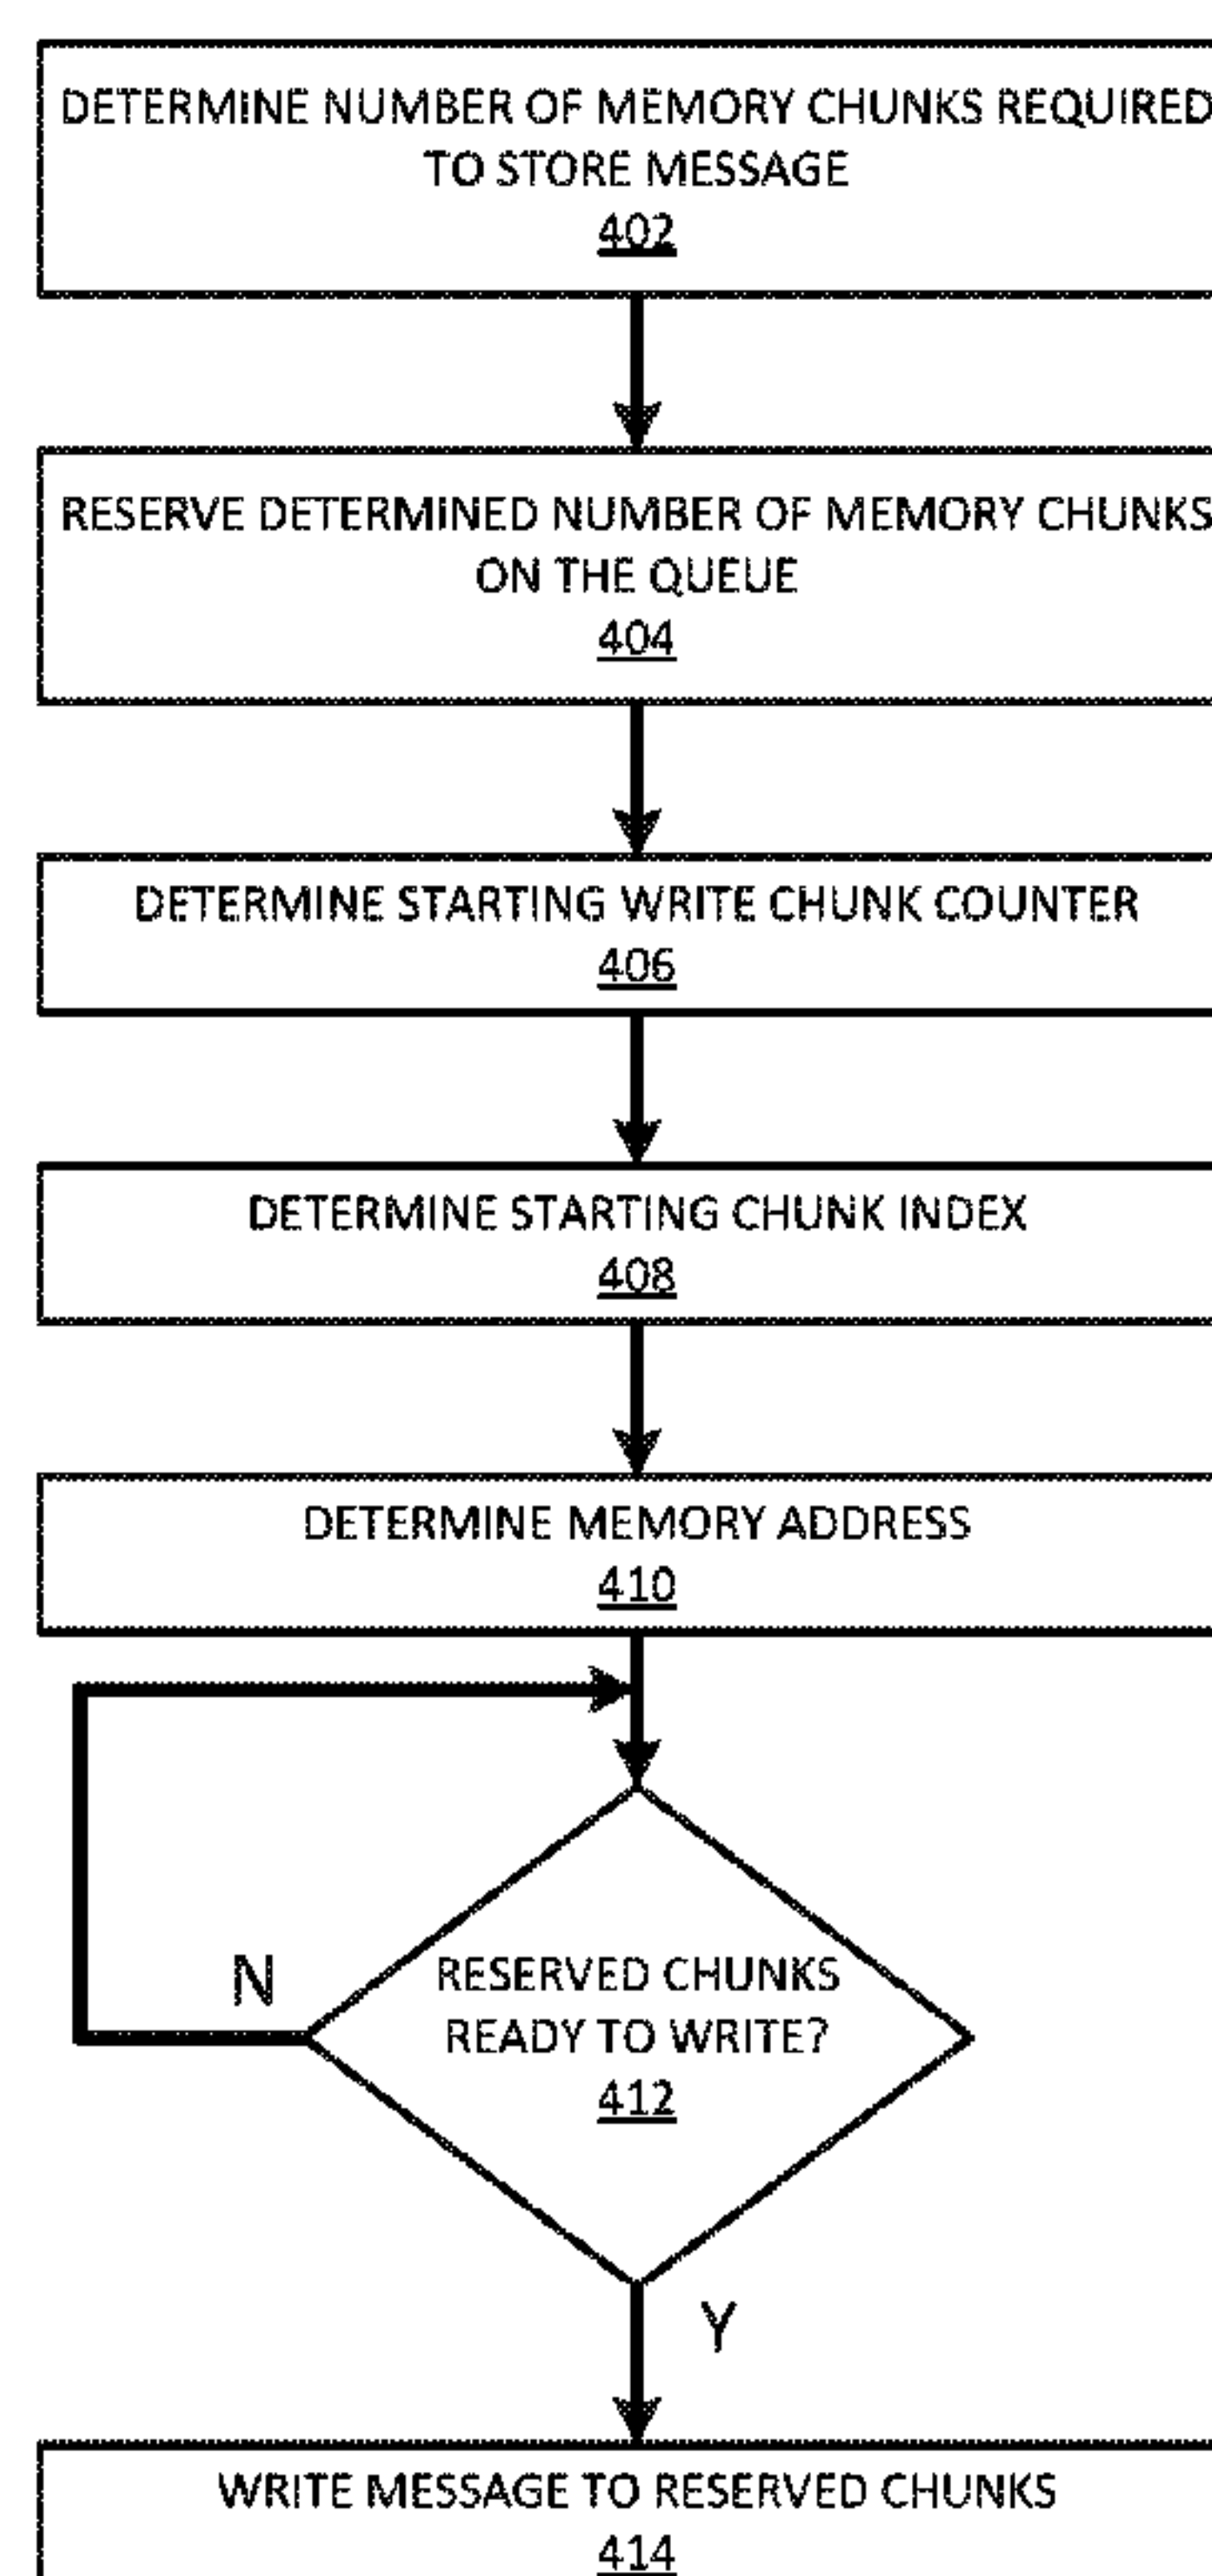 DETERMINE NUMBER OF MEMORY CHUNKS REQUIRED
TO STORE MESSAGE
402
RESERVE DETERMINED NUMBER OF MEMORY CHUNKS
ON THE QUEUE
404
DETERMINE STARTING WRITE CHUNK COUNTER
406
DETERMINE STARTING CHUNK INDEX
408
DETERMINE MEMORY ADDRESS
410
N
RESERVED CHUNKS
READY TO WRITE?
412
Y
WRITE MESSAGE TO RESERVED CHUNKS
414